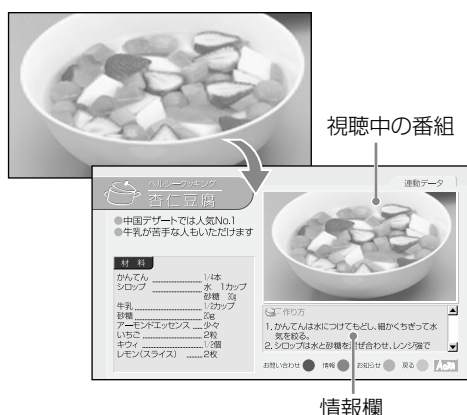 視聴中の番組
連動データ
ヘルシークッキング
杏仁豆腐
●中国デザートでは人気No.1
●牛乳が苦手な人もいただけます
材 料
かんてん 1/4本
シロップ 水 1カップ
砂糖 30g
牛乳 1/2カップ
砂糖 20g
アーモンドエッセンス 少々
いちご 2粒
キウィ 1/2個
レモン(スライス) 2枚
作り方
1.かんてんは水につけてもどし、細かくちぎって水
気を絞る。
2.シロップは水と砂糖を混ぜ合わせ、レンジ強で
お問い合わせ 情報 お知らせ 戻る
情報欄